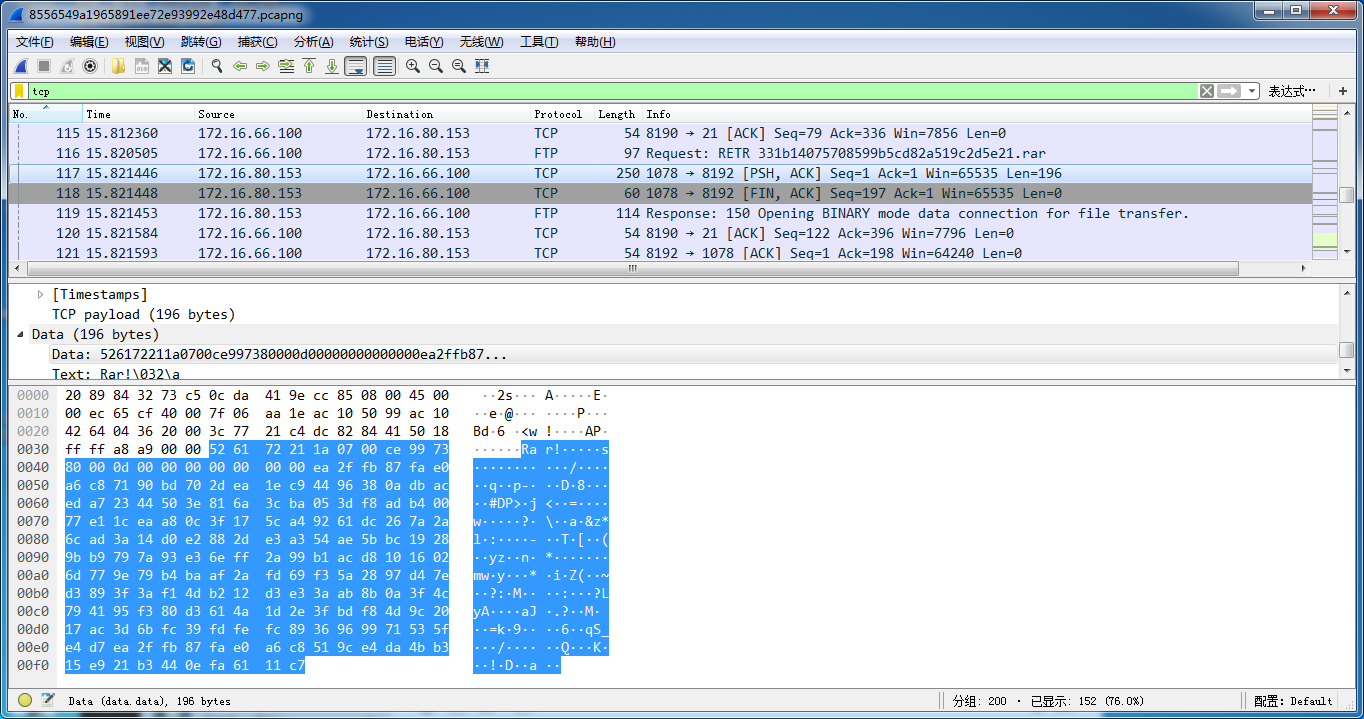 8556549a1965891ee72e93992e48d477.pcapng
文件(F) 编辑(E) 视图(V) 跳转(G) 捕获(C) 分析(A) 统计(S) 电话(Y) 无线(W) 工具(T) 帮助(H)
tcp 表达式… +
No. Time Source Destination Protocol Length Info
115 15.812360 172.16.66.100 172.16.80.153 TCP 54 8190 → 21 [ACK] Seq=79 Ack=336 Win=7856 Len=0
116 15.820505 172.16.66.100 172.16.80.153 FTP 97 Request: RETR 331b14075708599b5cd82a519c2d5e21.rar
117 15.821446 172.16.80.153 172.16.66.100 TCP 250 1078 → 8192 [PSH, ACK] Seq=1 Ack=1 Win=65535 Len=196
118 15.821448 172.16.80.153 172.16.66.100 TCP 60 1078 → 8192 [FIN, ACK] Seq=197 Ack=1 Win=65535 Len=0
119 15.821453 172.16.80.153 172.16.66.100 FTP 114 Response: 150 Opening BINARY mode data connection for file transfer.
120 15.821584 172.16.66.100 172.16.80.153 TCP 54 8190 → 21 [ACK] Seq=122 Ack=396 Win=7796 Len=0
121 15.821593 172.16.66.100 172.16.80.153 TCP 54 8192 → 1078 [ACK] Seq=1 Ack=198 Win=64240 Len=0
[Timestamps]
TCP payload (196 bytes)
Data (196 bytes)
Data: 526172211a0700ce997380000d00000000000000ea2ffb87...
Text: Rar!\032\a
0000 20 89 84 32 73 c5 0c da 41 9e cc 85 08 00 45 00 ··2s··· A·····E·
0010 00 ec 65 cf 40 00 7f 06 aa 1e ac 10 50 99 ac 10 ··e·@··· ····P···
0020 42 64 04 36 20 00 3c 77 21 c4 dc 82 84 41 50 18 Bd·6 ·<w !····AP·
0030 ff ff a8 a9 00 00 52 61 72 21 1a 07 00 ce 99 73 ······Ra r!·····s
0040 80 00 0d 00 00 00 00 00 00 00 ea 2f fb 87 fa e0 ········ ···/····
0050 a6 c8 71 90 bd 70 2d ea 1e c9 44 96 38 0a db ac ··q··p-· ··D·8···
0060 ed a7 23 44 50 3e 81 6a 3c ba 05 3d f8 ad b4 00 ··#DP>·j <··=····
0070 77 e1 1c ea a8 0c 3f 17 5c a4 92 61 dc 26 7a 2a w·····?· \··a·&z*
0080 6c ad 3a 14 d0 e2 88 2d e3 a3 54 ae 5b bc 19 28 l·:····- ··T·[··(
0090 9b b9 79 7a 93 e3 6e ff 2a 99 b1 ac d8 10 16 02 ··yz··n· *·······
00a0 6d 77 9e 79 b4 ba af 2a fd 69 f3 5a 28 97 d4 7e mw·y···* ·i·Z(··~
00b0 d3 89 3f 3a f1 4d b2 12 d3 e3 3a ab 8b 0a 3f 4c ··?:·M·· ··:···?L
00c0 79 41 95 f3 80 d3 61 4a 1d 2e 3f bd f8 4d 9c 20 yA····aJ ·.?··M·
00d0 17 ac 3d 6b fc 39 fd fe fc 89 36 96 99 71 53 5f ··=k·9·· ··6··qS_
00e0 e4 d7 ea 2f fb 87 fa e0 a6 c8 51 9c e4 da 4b b3 ···/···· ··Q···K·
00f0 15 e9 21 b3 44 0e fa 61 11 c7 ··!·D··a ··
Data (data.data), 196 bytes 分组: 200 · 已显示: 152 (76.0%) 配置: Default